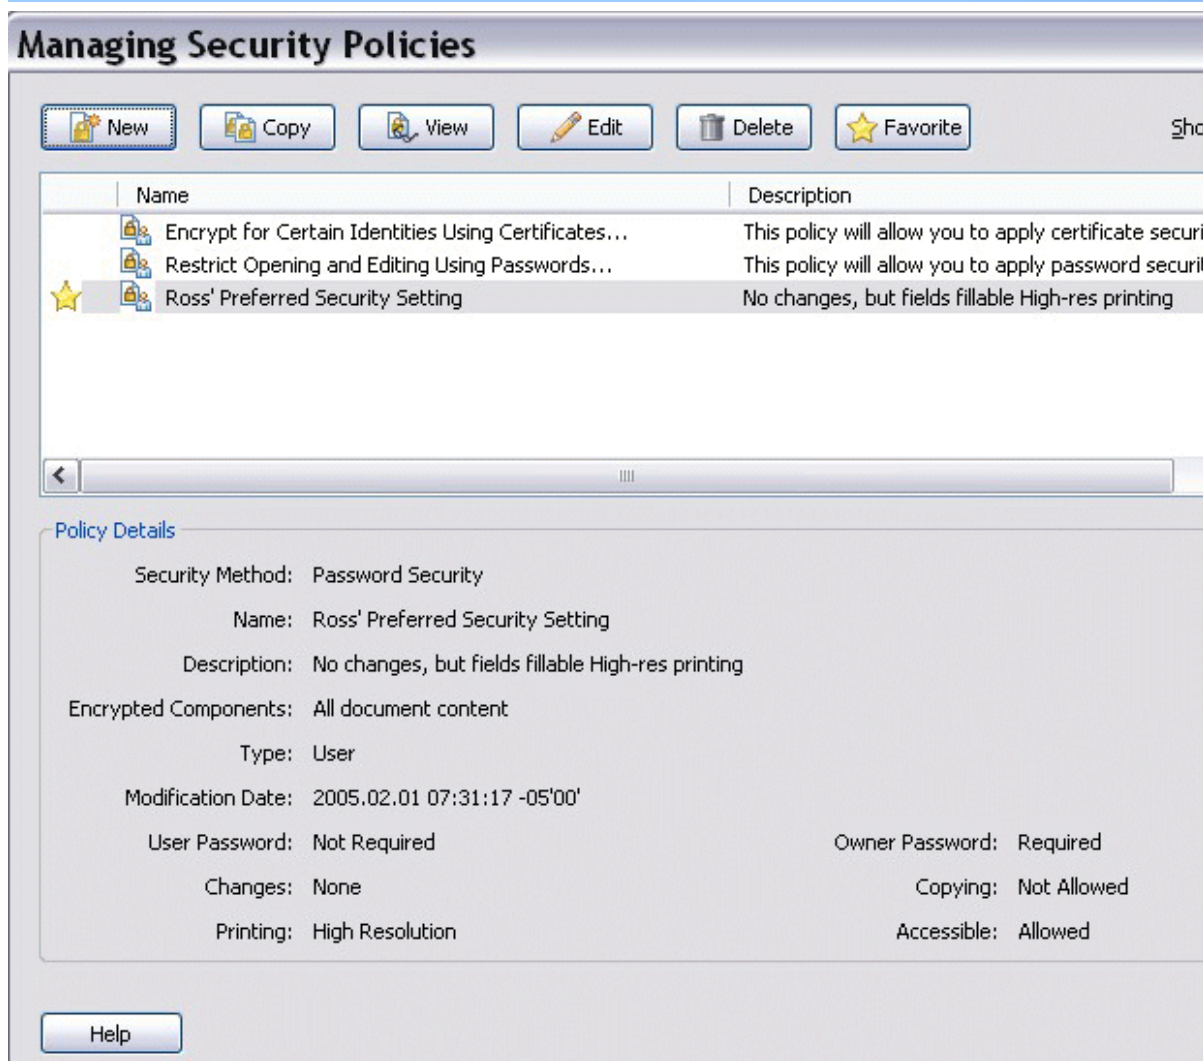 Managing Security Policies
New Copy View Edit Delete Favorite Sho
Name Description
Encrypt for Certain Identities Using Certificates... This policy will allow you to apply certificate securi
Restrict Opening and Editing Using Passwords... This policy will allow you to apply password securit
Ross' Preferred Security Setting No changes, but fields fillable High-res printing
Policy Details
Security Method: Password Security
Name: Ross' Preferred Security Setting
Description: No changes, but fields fillable High-res printing
Encrypted Components: All document content
Type: User
Modification Date: 2005.02.01 07:31:17 -05'00'
User Password: Not Required Owner Password: Required
Changes: None Copying: Not Allowed
Printing: High Resolution Accessible: Allowed
Help